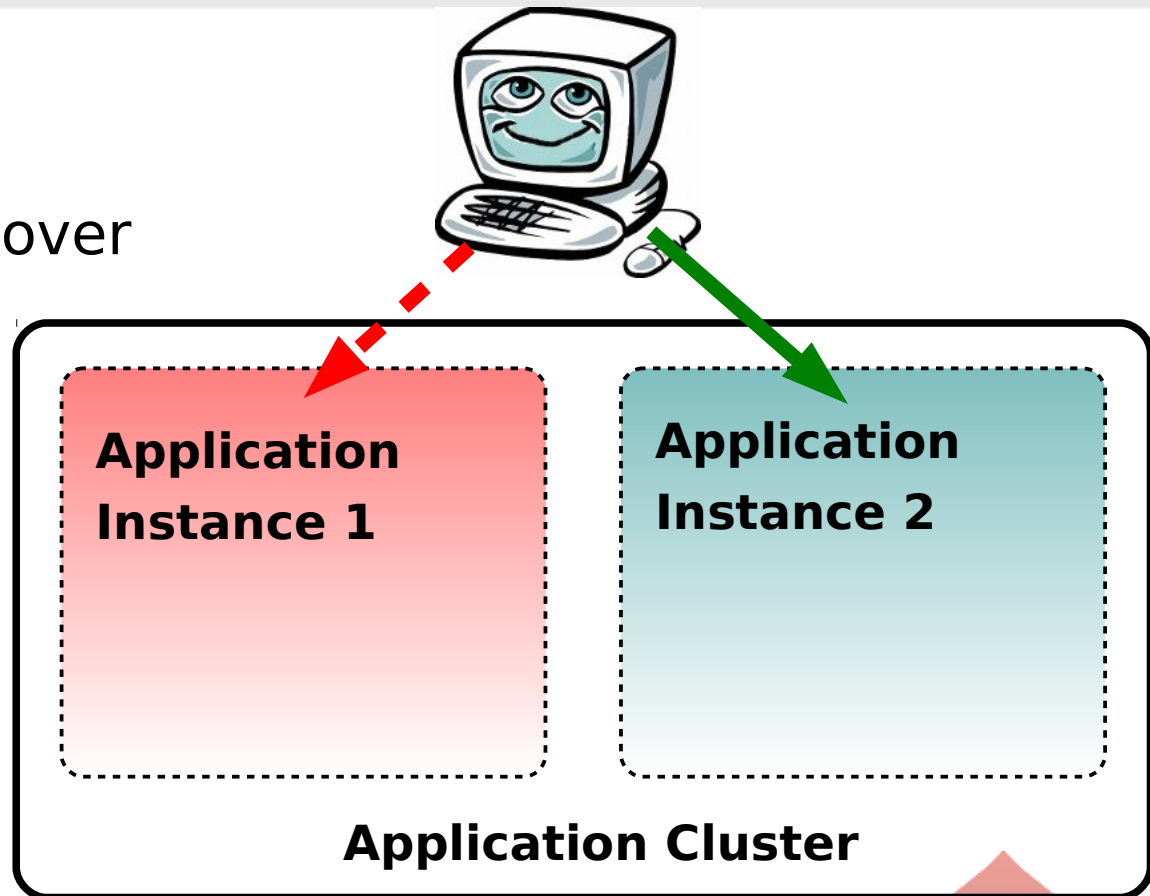 over
Application
Instance 1
Application
Instance 2
Application Cluster